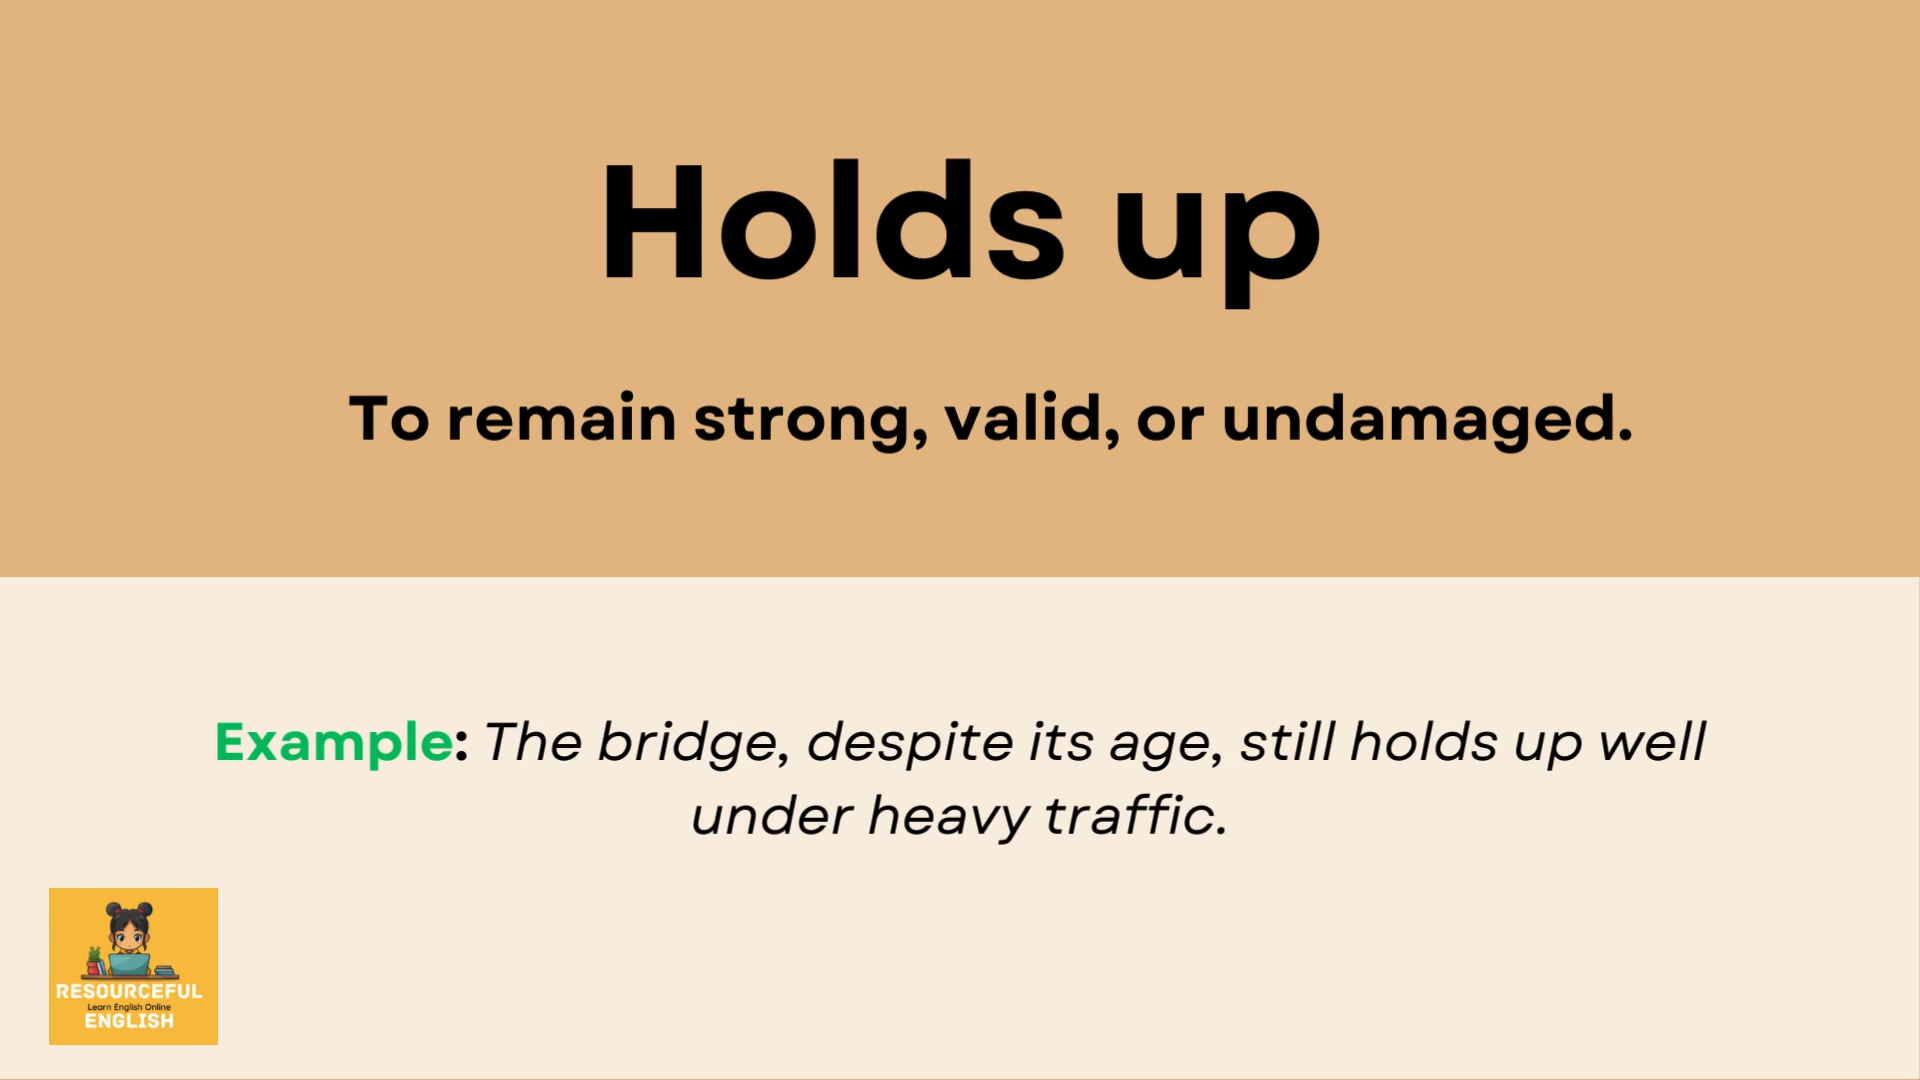 Holds up
To remain strong, valid, or undamaged.
Example: The bridge, despite its age, still holds up well
under heavy traffic.
RESOURCEFUL
Learn English Online
ENGLISH